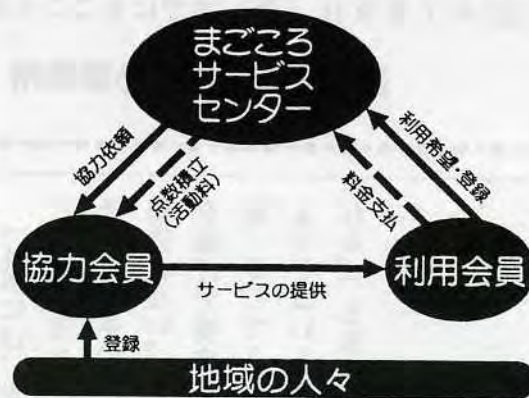 まごころ
サービス
センター
協力依頼
点数積立
(活動料)
料金支払
利用希望・登録
協力会員
サービスの提供
利用会員
登録
地域の人々